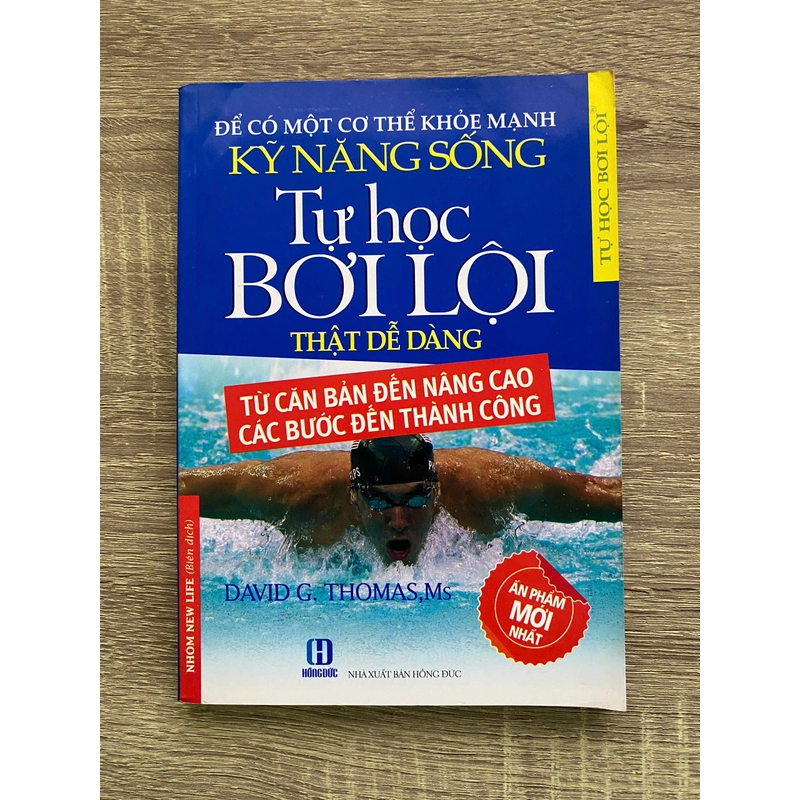 ĐỂ CÓ MỘT CƠ THỂ KHỎE MẠNH
KỸ NĂNG SỐNG
Tự học
BƠI LỘI
THẬT DỄ DÀNG
TỰ HỌC BƠI LỘI
TỪ CĂN BẢN ĐẾN NÂNG CAO
CÁC BƯỚC ĐẾN THÀNH CÔNG
NHÓM NEW LIFE (Biên dịch)
DAVID G. THOMAS,Ms
ẤN PHẨM
MỚI
NHẤT
HỒNG ĐỨC
NHÀ XUẤT BẢN HỒNG ĐỨC